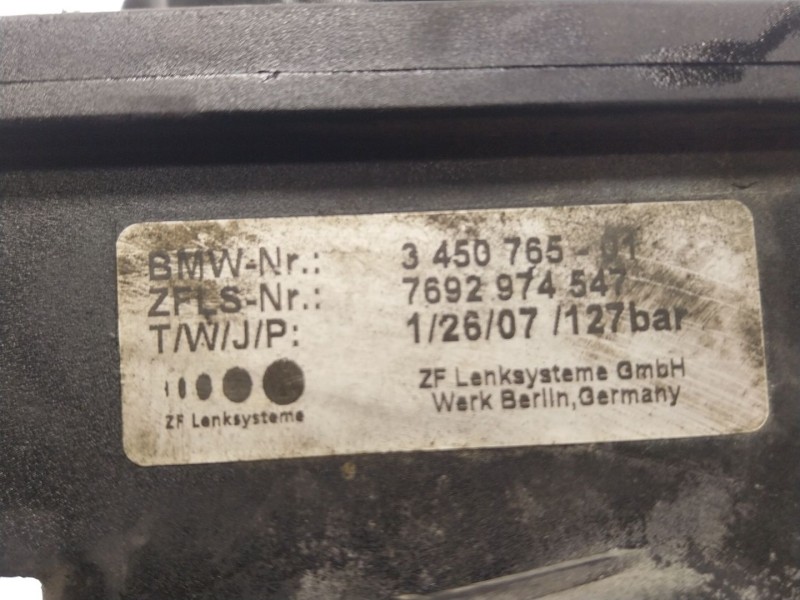 BMW-Nr.: 3 450 765 - 01
ZFLS-Nr.: 7692 974 547
T/W/J/P: 1/26/07 /127bar
ZF Lenksysteme GmbH
Werk Berlin,Germany
ZF Lenksysteme